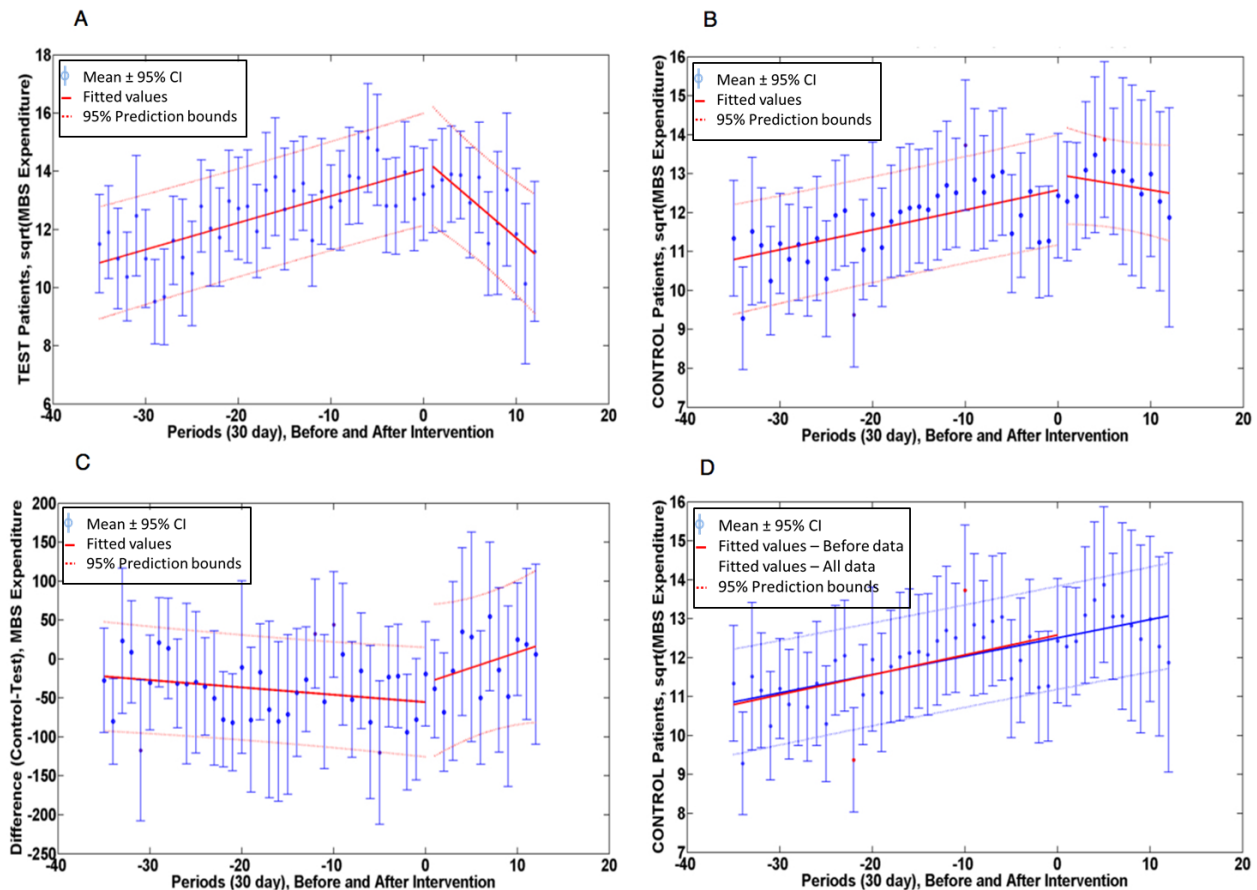 A
TEST Patients, sqrt(MBS Expenditure)
18
16
14
12
10
8
6
Mean ± 95% CI
Fitted values
95% Prediction bounds
-40
-30
-20
-10
0
10
20
Periods (30 day), Before and After Intervention
B
CONTROL Patients, sqrt(MBS Expenditure)
16
15
14
13
12
11
10
9
8
7
Mean ± 95% CI
Fitted values
95% Prediction bounds
-40
-30
-20
-10
0
10
20
Periods (30 day), Before and After Intervention
C
Difference (Control-Test), MBS Expenditure
200
150
100
50
0
-50
-100
-150
-200
-250
Mean ± 95% CI
Fitted values
95% Prediction bounds
-40
-30
-20
-10
0
10
20
Periods (30 day), Before and After Intervention
D
CONTROL Patients, sqrt(MBS Expenditure)
16
15
14
13
12
11
10
9
8
7
Mean ± 95% CI
Fitted values – Before data
Fitted values – All data
95% Prediction bounds
-40
-30
-20
-10
0
10
20
Periods (30 day), Before and After Intervention